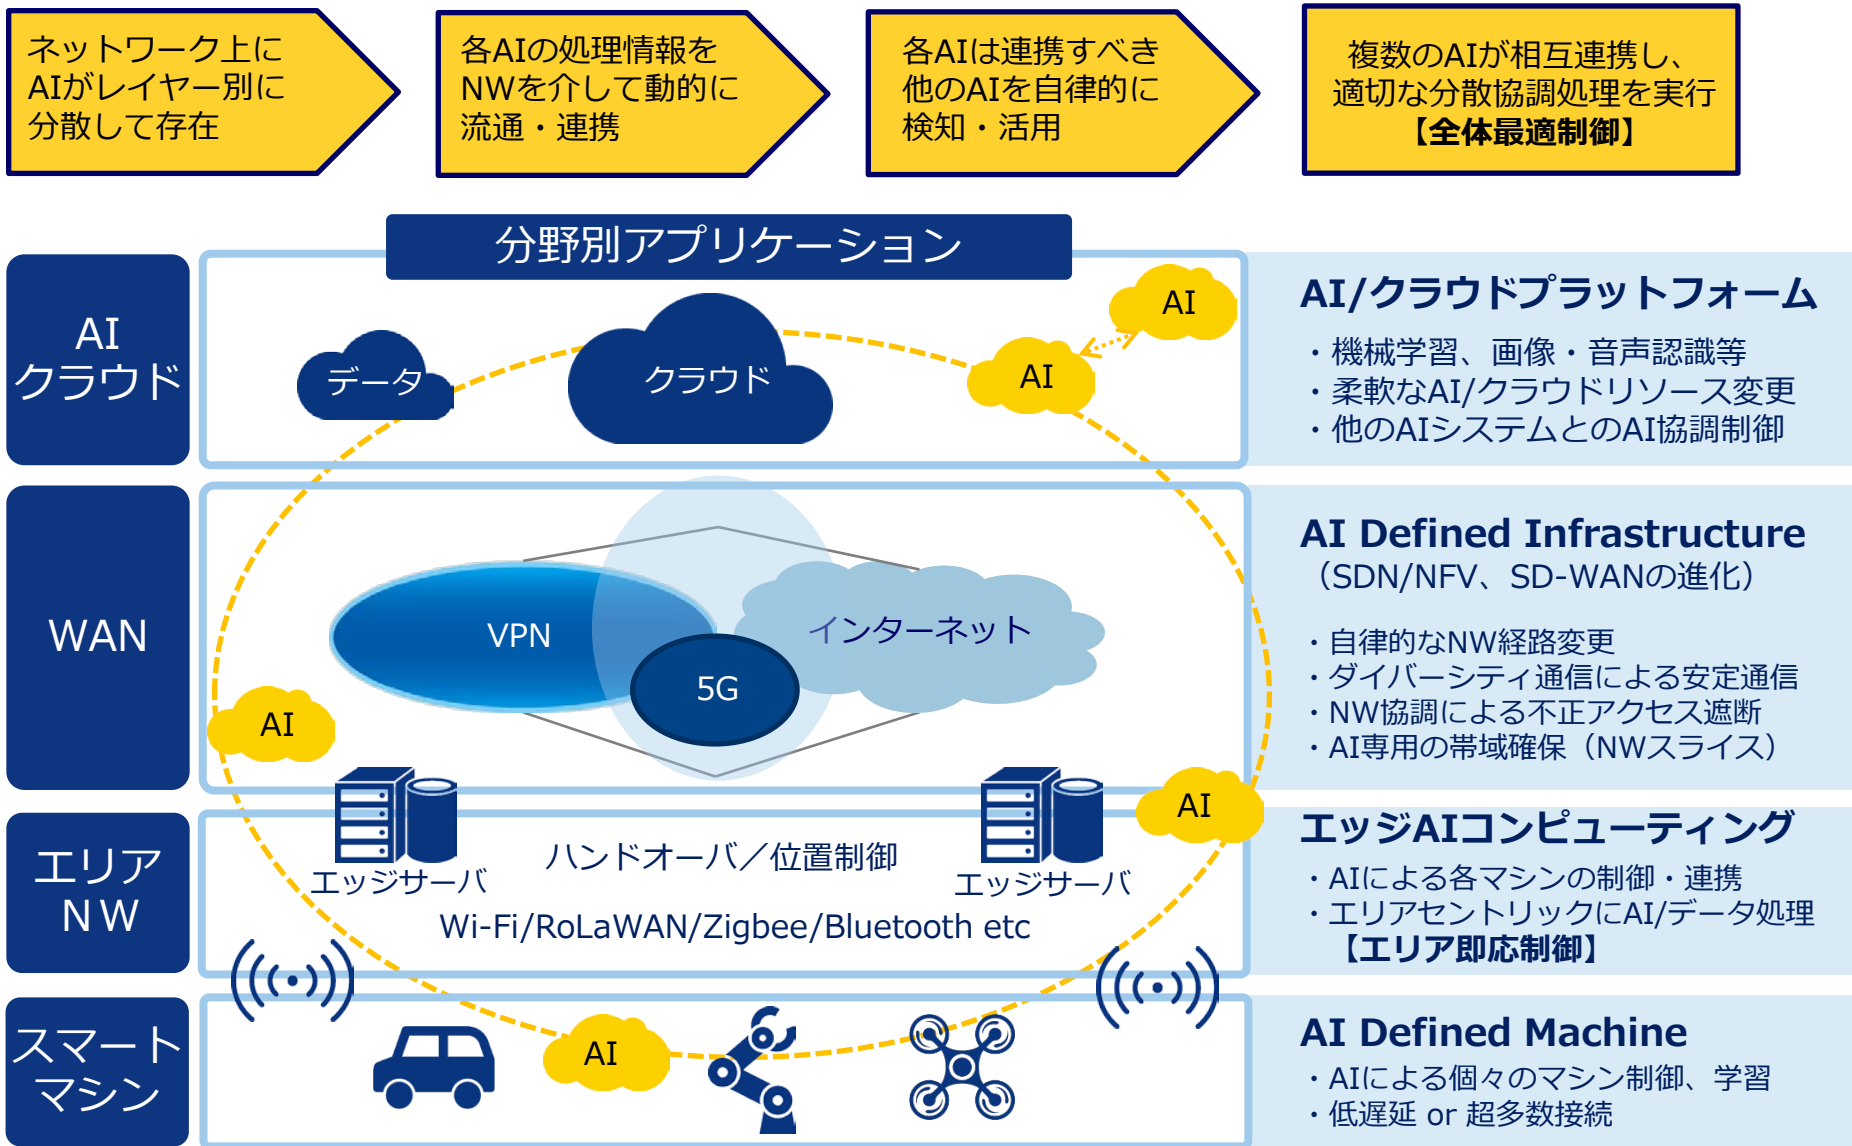 ネットワーク上に
AIがレイヤー別に
分散して存在
各AIの処理情報を
NWを介して動的に
流通・連携
各AIは連携すべき
他のAIを自律的に
検知・活用
複数のAIが相互連携し、
適切な分散協調処理を実行
【全体最適制御】
分野別アプリケーション
AI
クラウド
データ
クラウド
AI
AI
AI/クラウドプラットフォーム
・機械学習、画像・音声認識等
・柔軟なAI/クラウドリソース変更
・他のAIシステムとのAI協調制御
WAN
VPN
5G
インターネット
AI
AI Defined Infrastructure
（SDN/NFV、SD-WANの進化）
・自律的なNW経路変更
・ダイバーシティ通信による安定通信
・NW協調による不正アクセス遮断
・AI専用の帯域確保（NWスライス）
エリア
ＮＷ
エッジサーバ
ハンドオーバ／位置制御
エッジサーバ
AI
Wi-Fi/RoLaWAN/Zigbee/Bluetooth etc
エッジAIコンピューティング
・AIによる各マシンの制御・連携
・エリアセントリックにAI/データ処理
【エリア即応制御】
スマート
マシン
AI
AI Defined Machine
・AIによる個々のマシン制御、学習
・低遅延 or 超多数接続